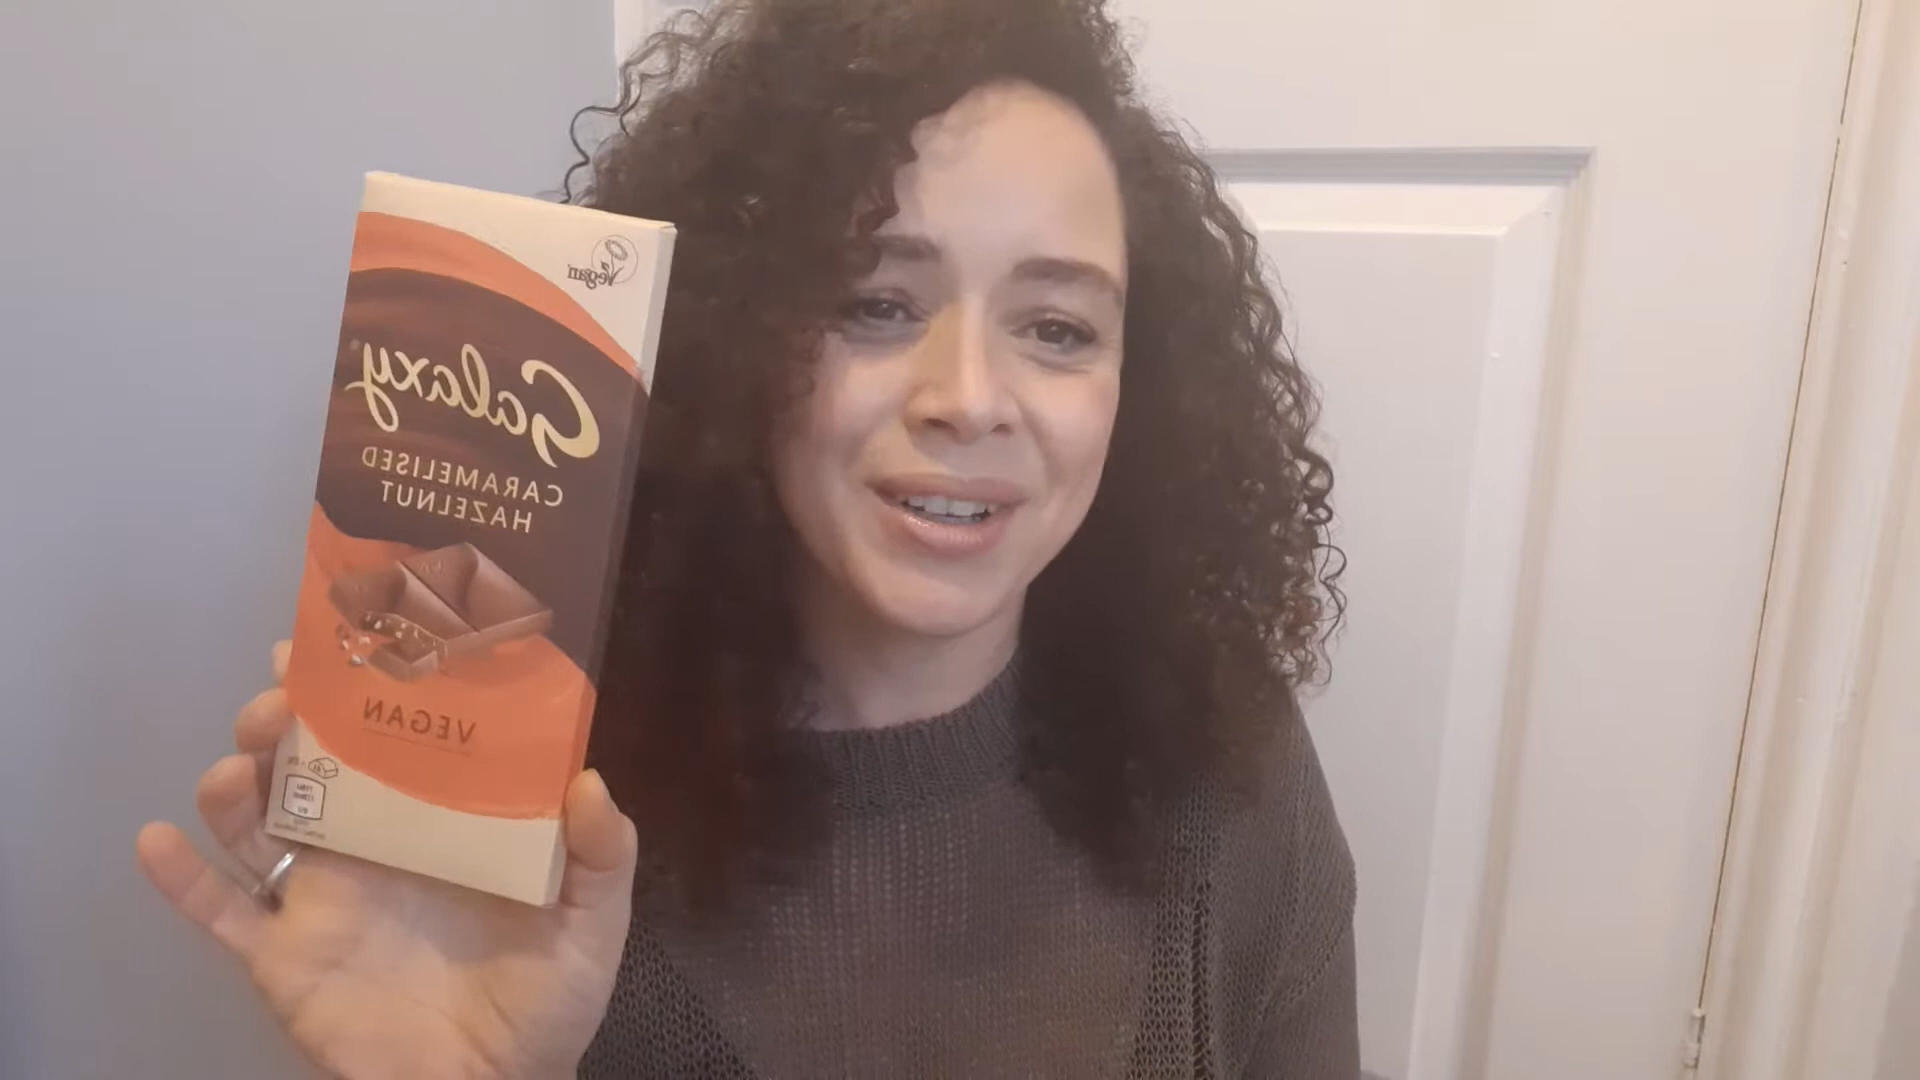 Vegan
Galaxy
CARAMELISED
HAZELNUT
VEGAN